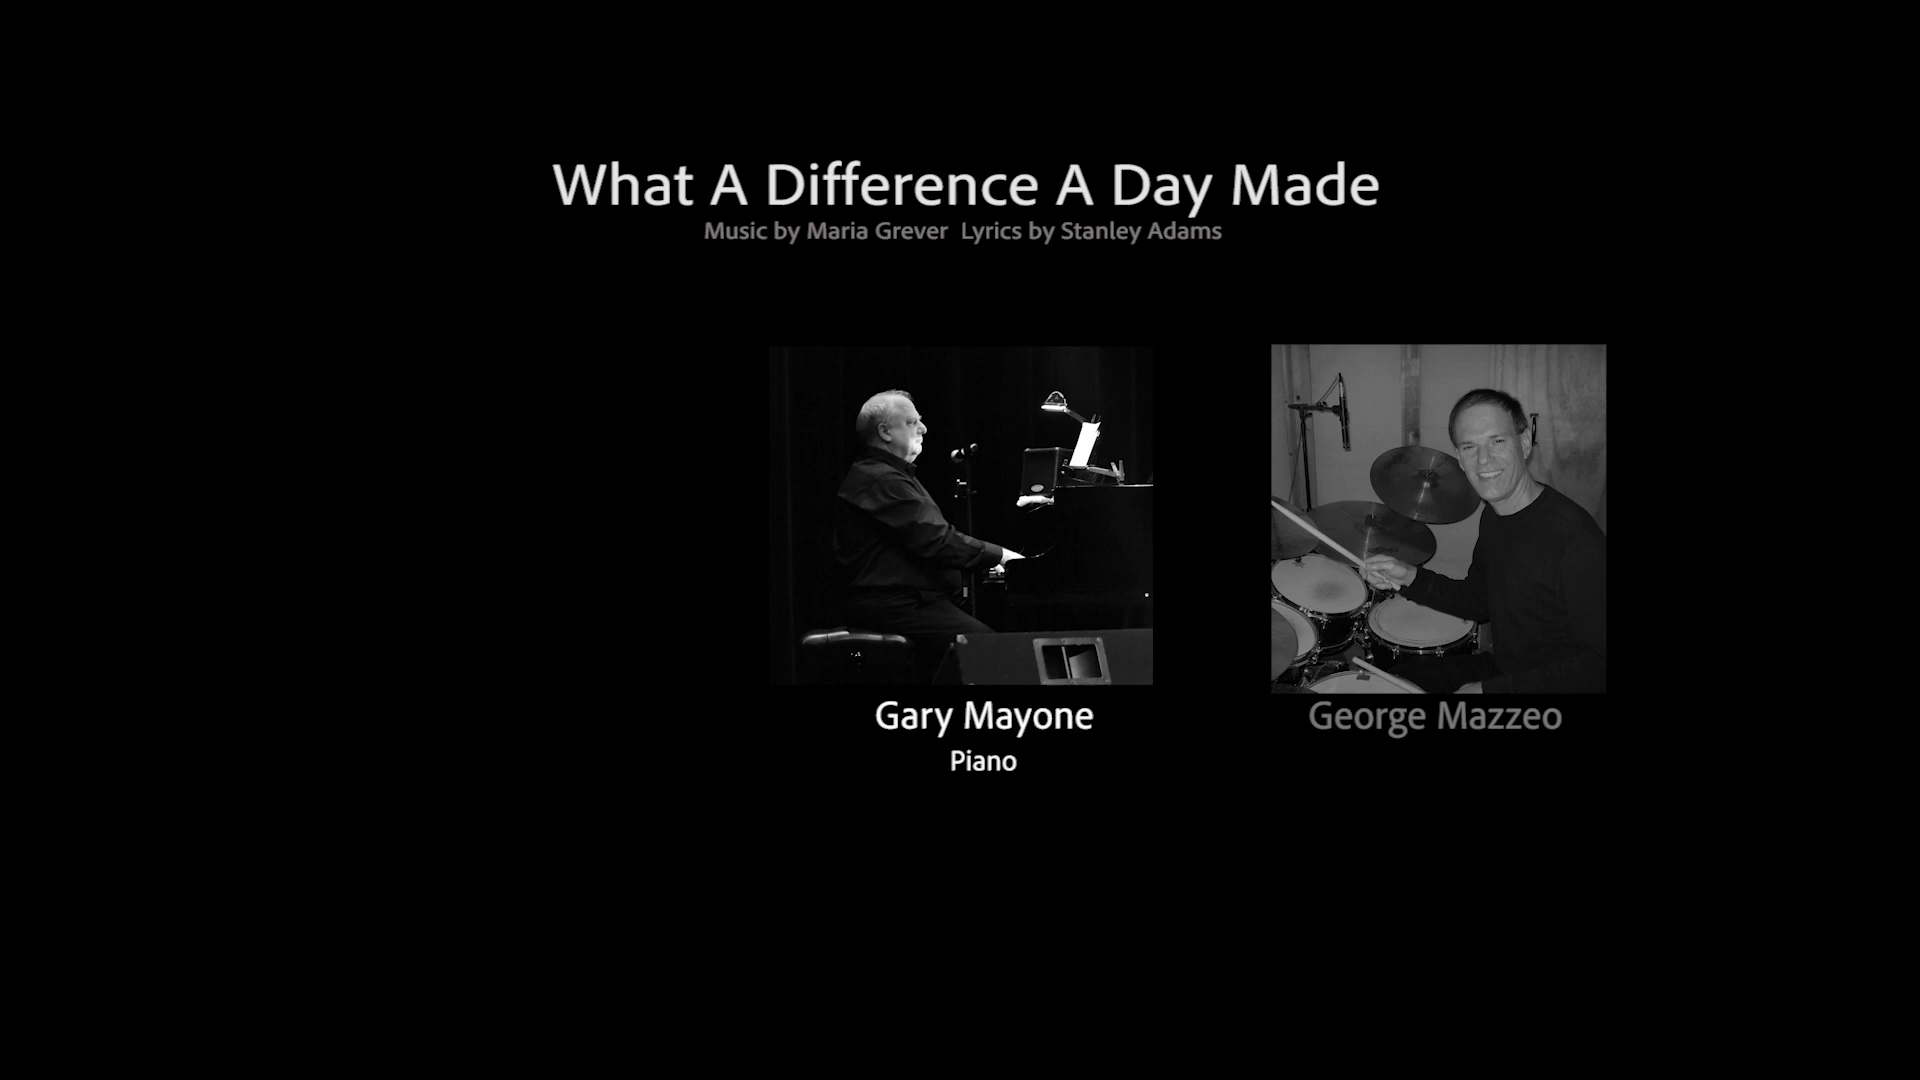 What A Difference A Day Made
Music by Maria Grever  Lyrics by Stanley Adams
Gary Mayone
George Mazzeo
Piano